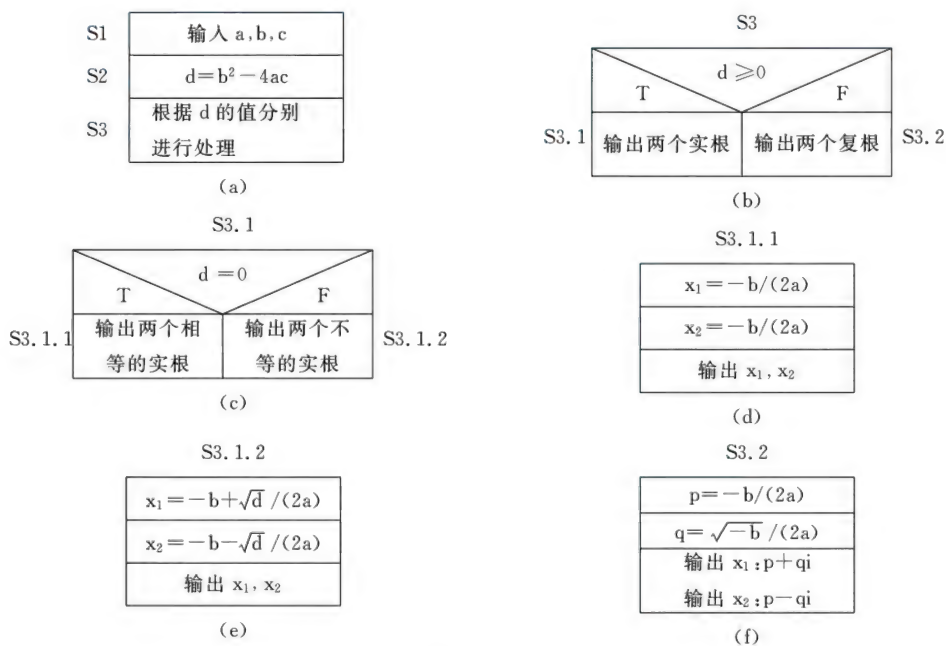 S1 输入 a,b,c
S2 d=b²-4ac
S3 根据 d 的值分别
进行处理
(a)
S3
d ⩾0
T F
S3.1 输出两个实根 输出两个复根 S3.2
(b)
S3.1
d =0
T F
S3.1.1 输出两个相 输出两个不 S3.1.2
等的实根 等的实根
(c)
S3.1.1
x₁=-b/(2a)
x₂=-b/(2a)
输出 x₁, x₂
(d)
S3.1.2
x₁=-b+√d /(2a)
x₂=-b-√d /(2a)
输出 x₁, x₂
(e)
S3.2
p=-b/(2a)
q= √-b /(2a)
输出 x₁:p+qi
输出 x₂:p-qi
(f)